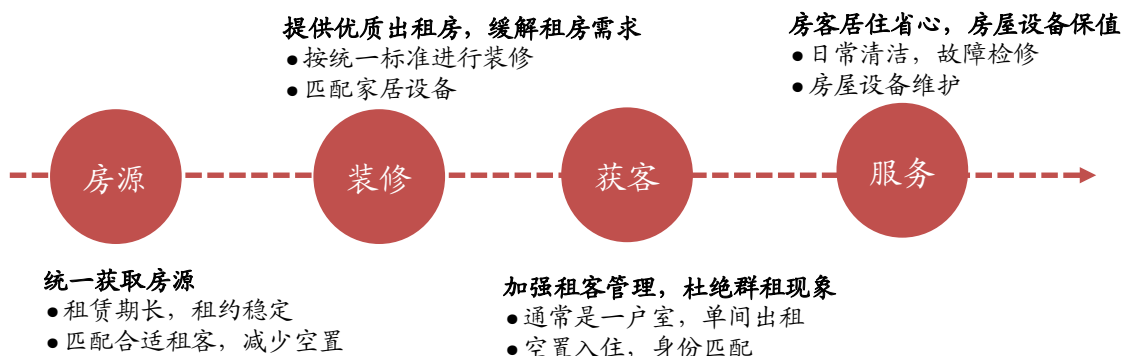 提供优质出租房，缓解租房需求
●按统一标准进行装修
●匹配家居设备
房客居住省心，房屋设备保值
●日常清洁，故障检修
●房屋设备维护
房源
装修
获客
服务
统一获取房源
●租赁期长，租约稳定
●匹配合适租客，减少空置
加强租客管理，杜绝群租现象
●通常是一户室，单间出租
●空置入住，身份匹配